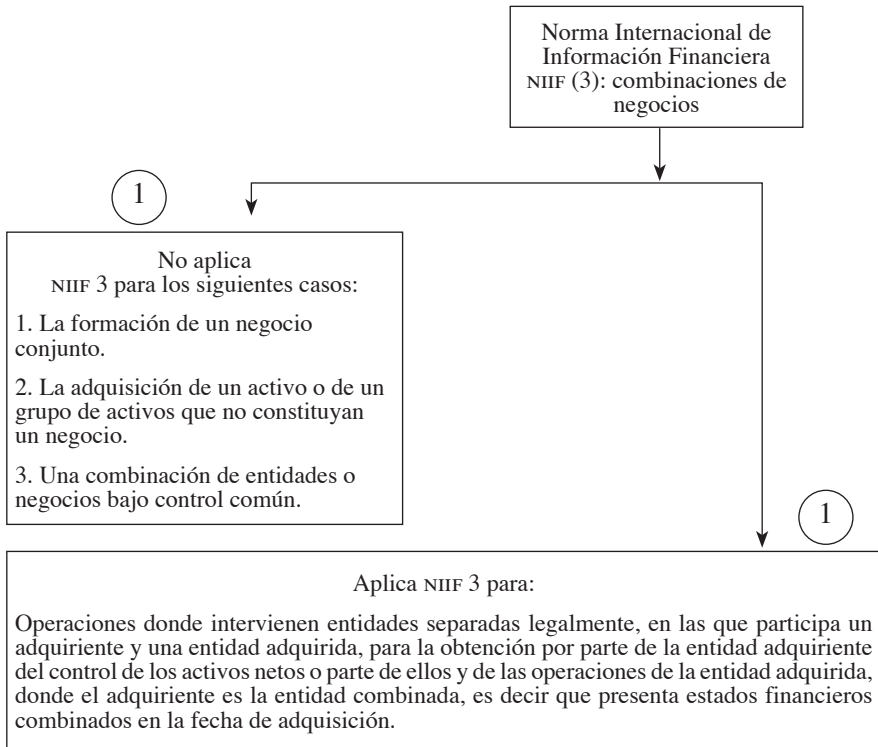 Norma Internacional de
Información Financiera
NIIF (3): combinaciones de
negocios
1
No aplica
NIIF 3 para los siguientes casos:
1. La formación de un negocio
conjunto.
2. La adquisición de un activo o de un
grupo de activos que no constituyan
un negocio.
3. Una combinación de entidades o
negocios bajo control común.
1
Aplica NIIF 3 para:
Operaciones donde intervienen entidades separadas legalmente, en las que participa un
adquiriente y una entidad adquirida, para la obtención por parte de la entidad adquiriente
del control de los activos netos o parte de ellos y de las operaciones de la entidad adquirida,
donde el adquiriente es la entidad combinada, es decir que presenta estados financieros
combinados en la fecha de adquisición.